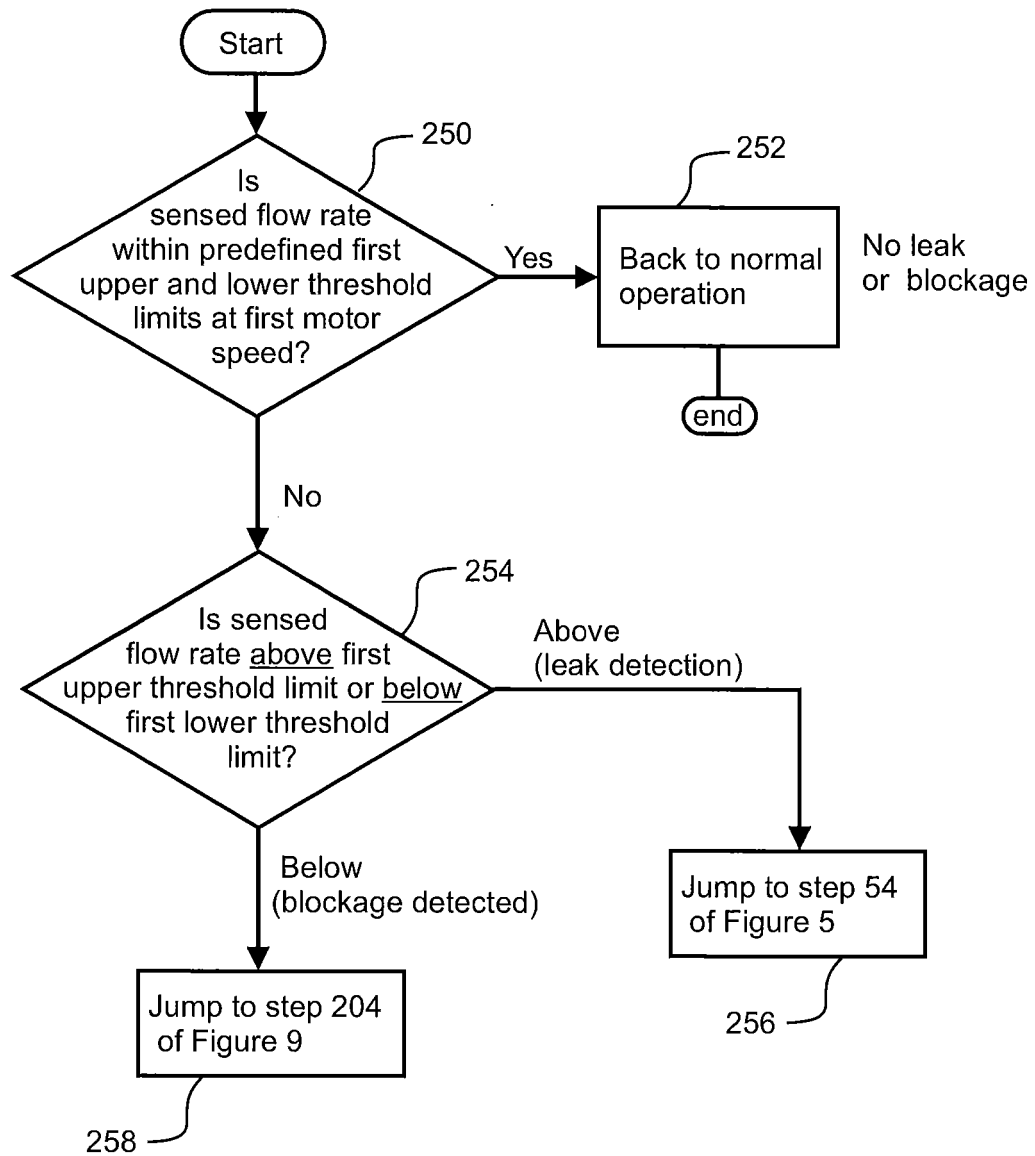 Start
250
Is
sensed flow rate
within predefined first
upper and lower threshold
limits at first motor
speed?
Yes
252
Back to normal
operation
No leak
or blockage
end
No
254
Is sensed
flow rate above first
upper threshold limit or below
first lower threshold
limit?
Above
(leak detection)
Below
(blockage detected)
Jump to step 54
of Figure 5
256
Jump to step 204
of Figure 9
258